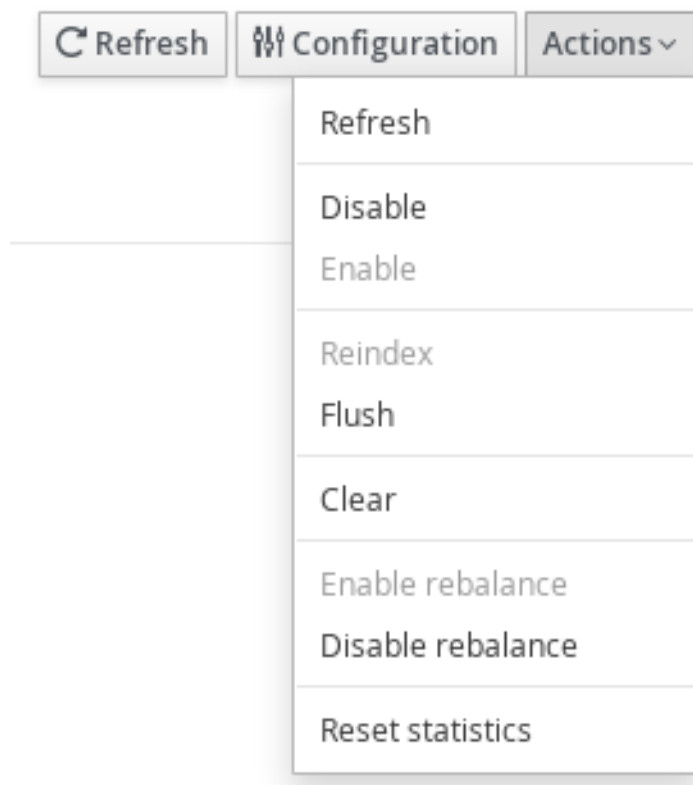 Refresh Configuration Actions
Refresh
Disable
Enable
Reindex
Flush
Clear
Enable rebalance
Disable rebalance
Reset statistics